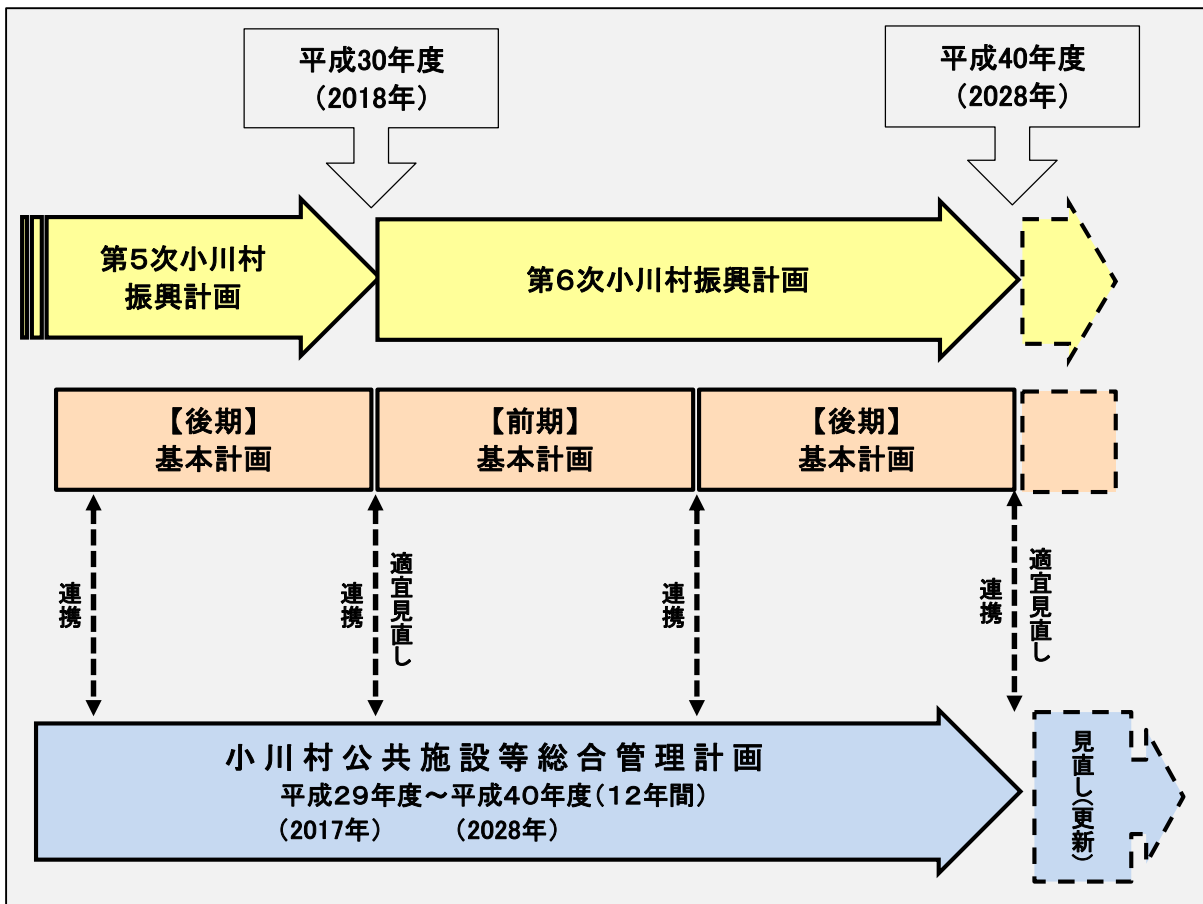 平成30年度
（2018年）
平成40年度
（2028年）
第5次小川村
振興計画
第6次小川村振興計画
【後期】
基本計画
【前期】
基本計画
【後期】
基本計画
連携
連携
適宜見直し
連携
連携
適宜見直し
小川村公共施設等総合管理計画
平成29年度～平成40年度（12年間）
（2017年） （2028年）
見直し（更新）